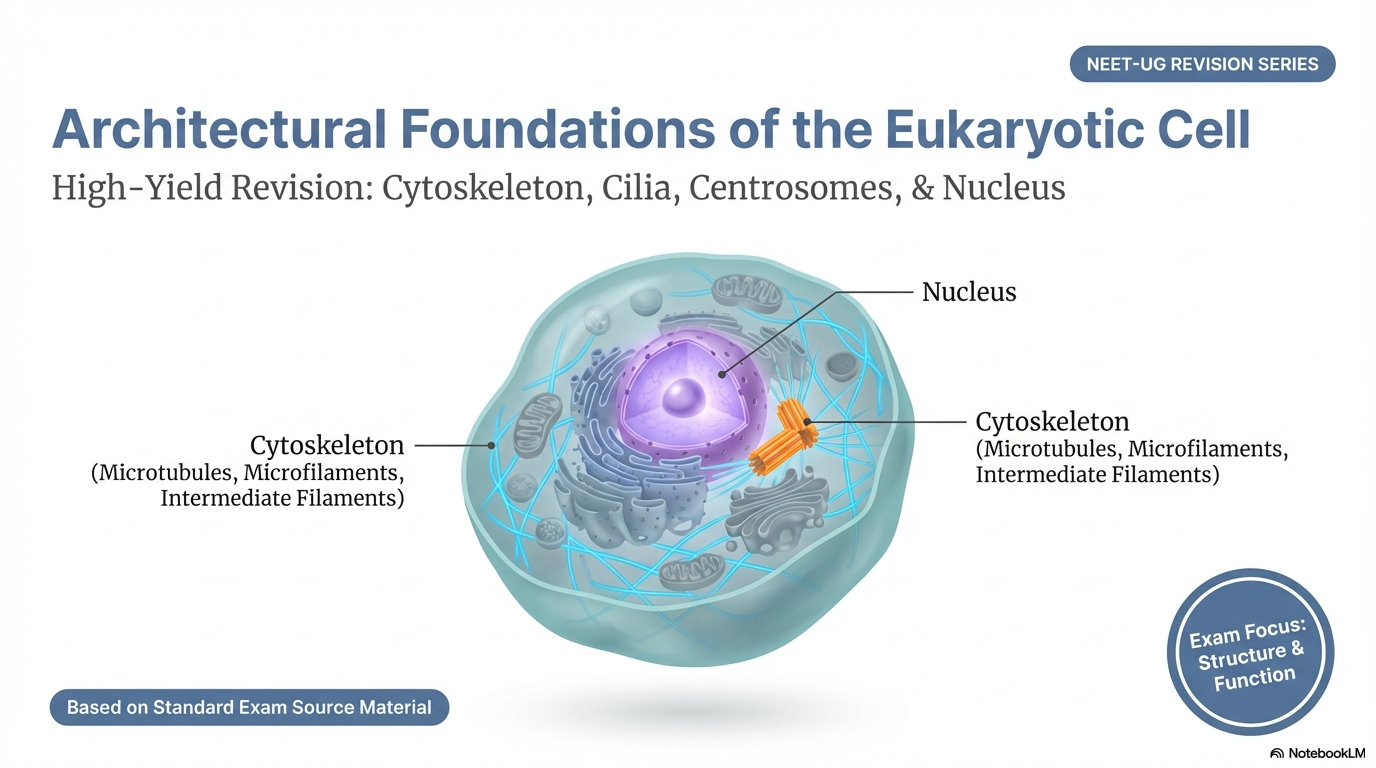 NEET-UG REVISION SERIES
Architectural Foundations of the Eukaryotic Cell
High-Yield Revision: Cytoskeleton, Cilia, Centrosomes, & Nucleus
Nucleus
Cytoskeleton
(Microtubules, Microfilaments,
Intermediate Filaments)
Cytoskeleton
(Microtubules, Microfilaments,
Intermediate Filaments)
Exam Focus:
Structure &
Function
Based on Standard Exam Source Material
NotebookLM